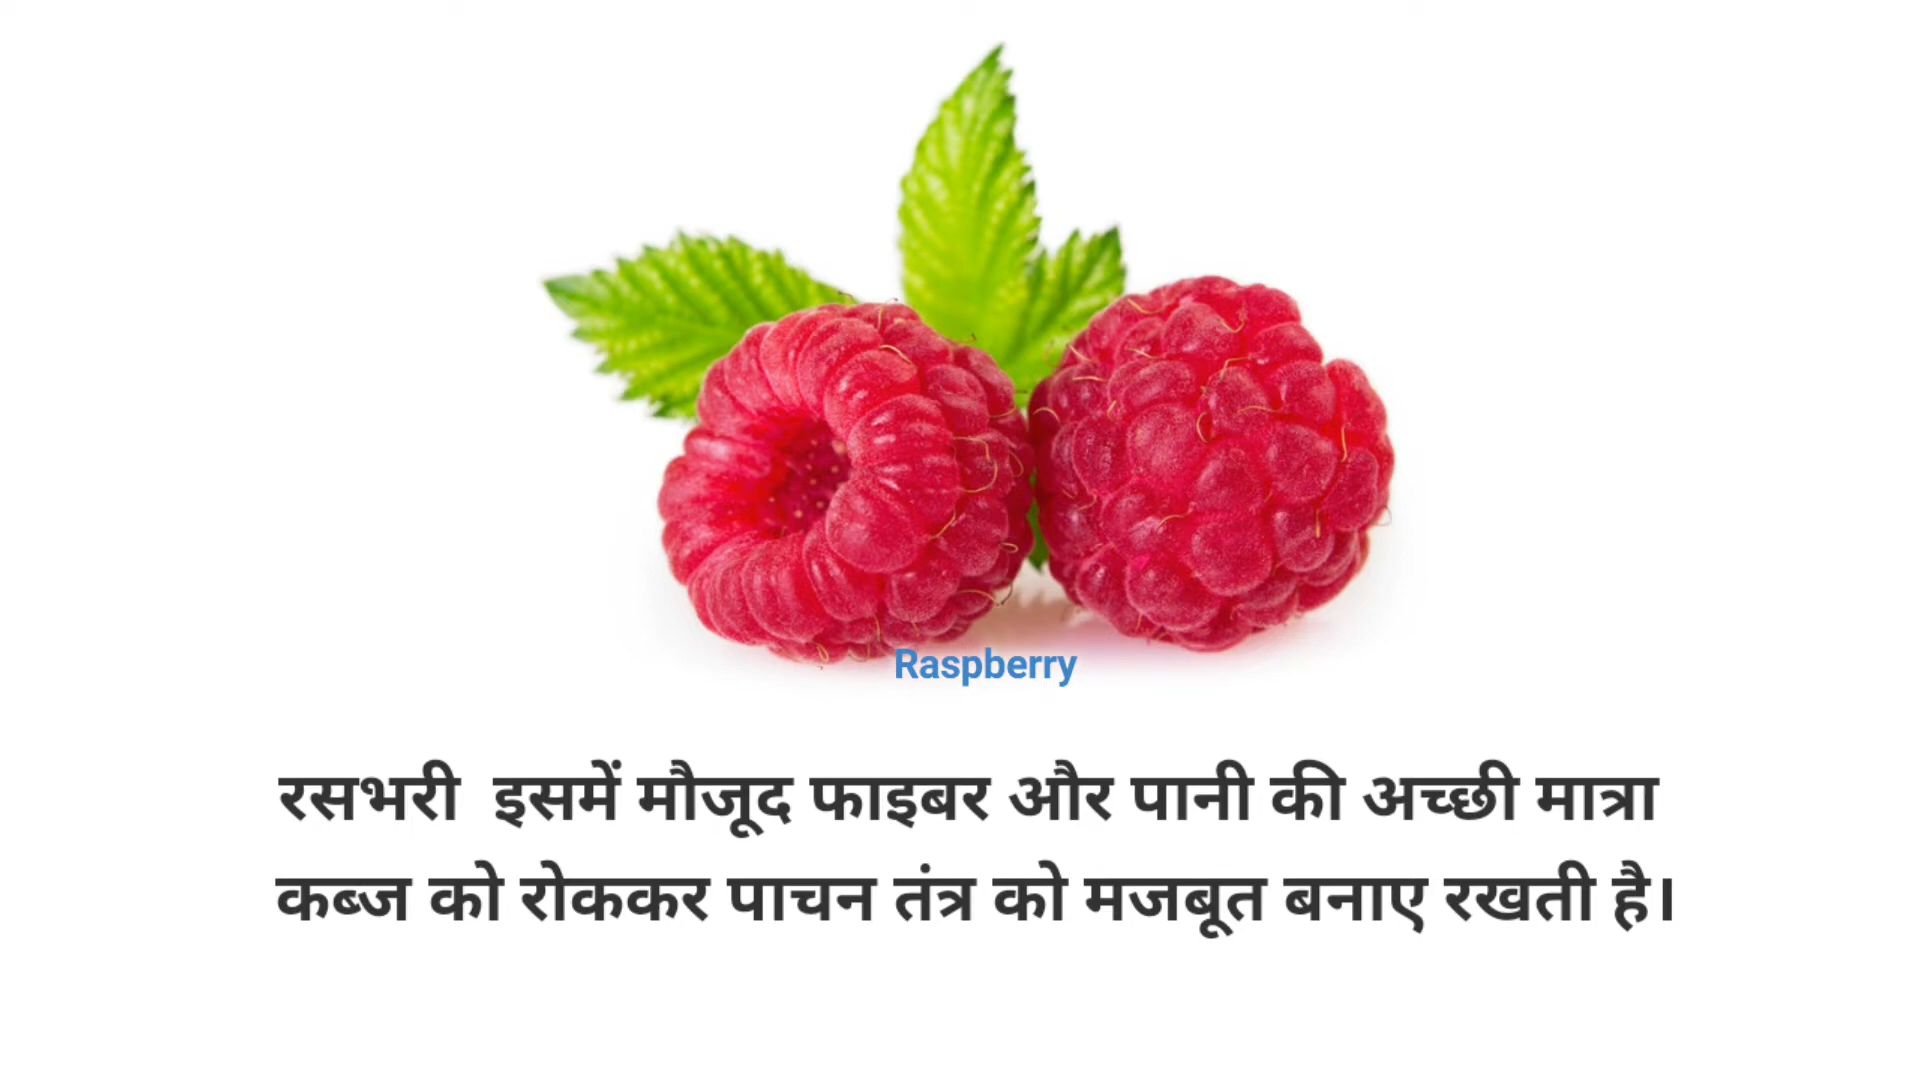 Raspberry
रसभरी इसमें मौजूद फाइबर और पानी की अच्छी मात्रा
कब्ज को रोककर पाचन तंत्र को मजबूत बनाए रखती है।